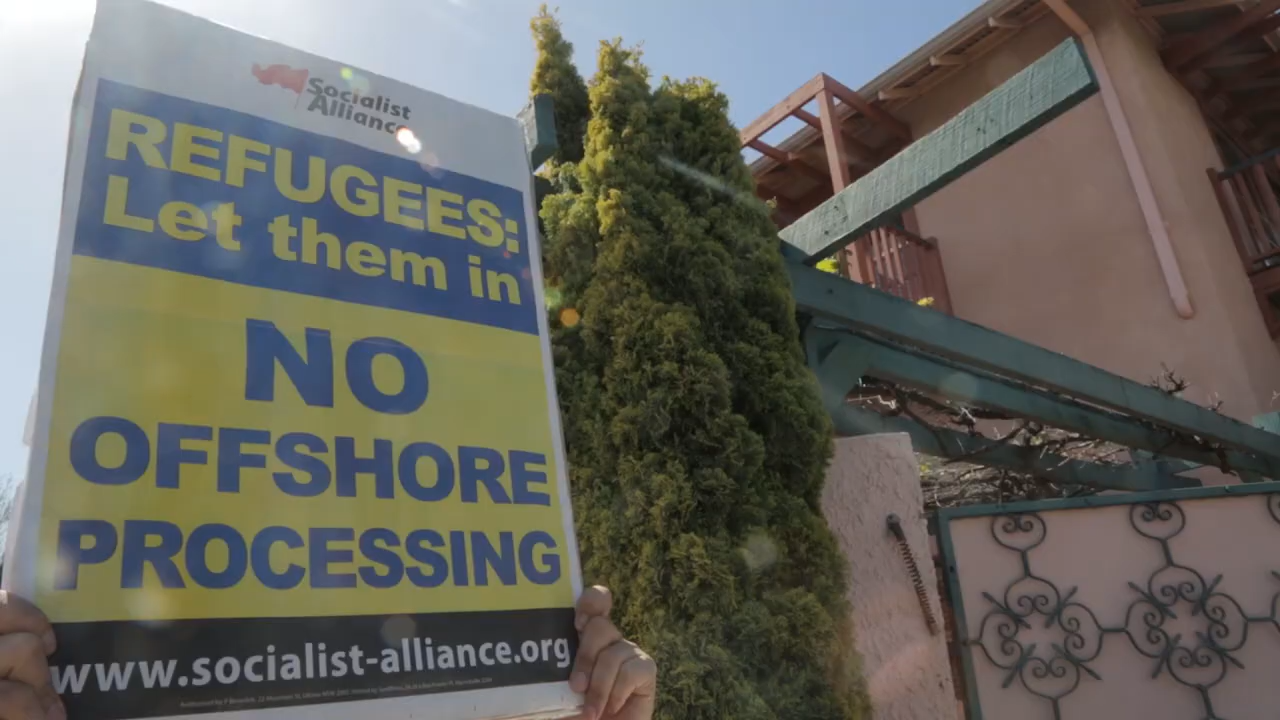 Socialist
Alliance
REFUGEES:
Let them in
NO
OFFSHORE
PROCESSING
www.socialist-alliance.org